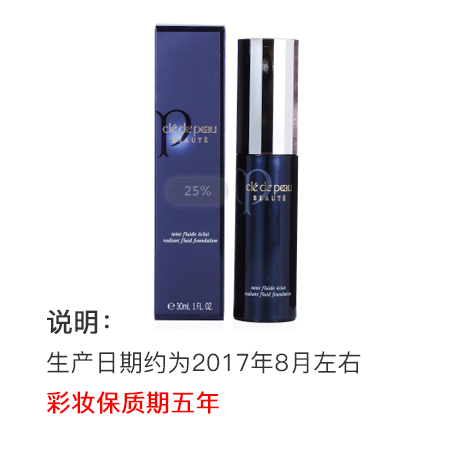 clé de peau
BEAUTÉ
25%
teint fluide éclat
radiant fluid foundation
℮30mL 1 FL. OZ.
clé de peau
BEAUTÉ
teint fluide éclat
radiant fluid foundation
说明：
生产日期约为2017年8月左右
彩妆保质期五年